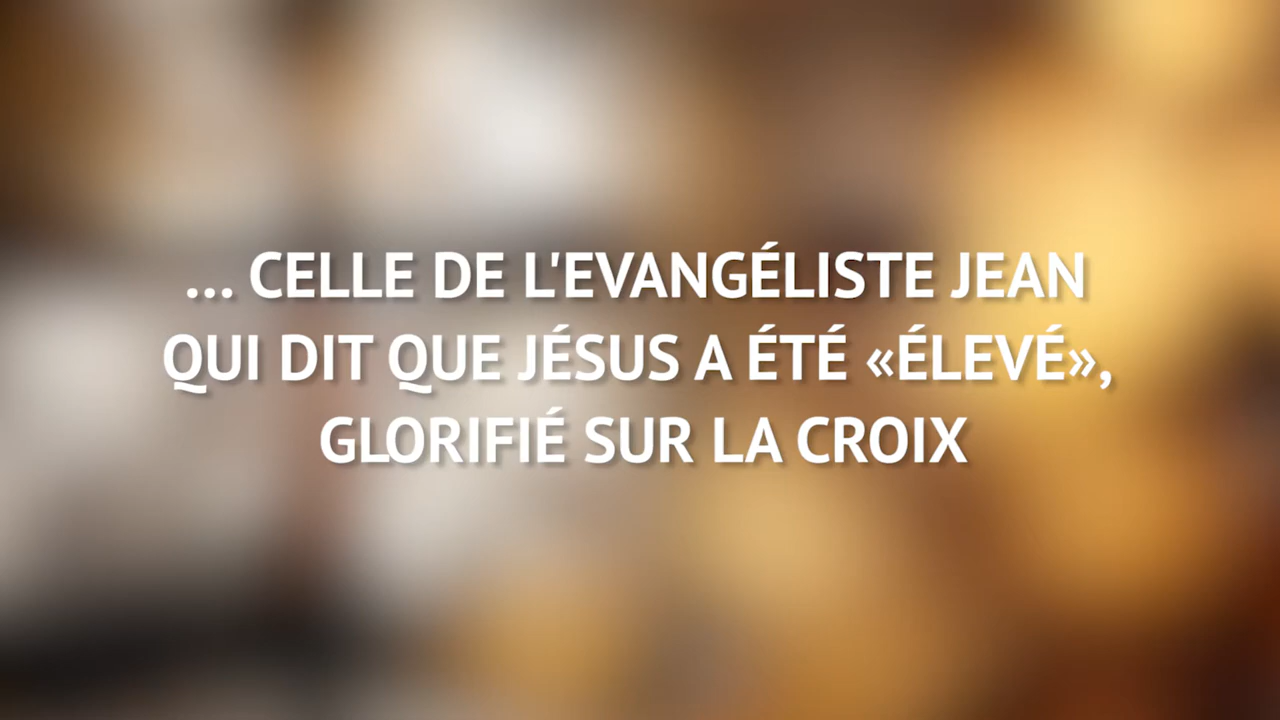 ... CELLE DE L'EVANGÉLISTE JEAN
QUI DIT QUE JÉSUS A ÉTÉ «ÉLEVÉ»,
GLORIFIÉ SUR LA CROIX